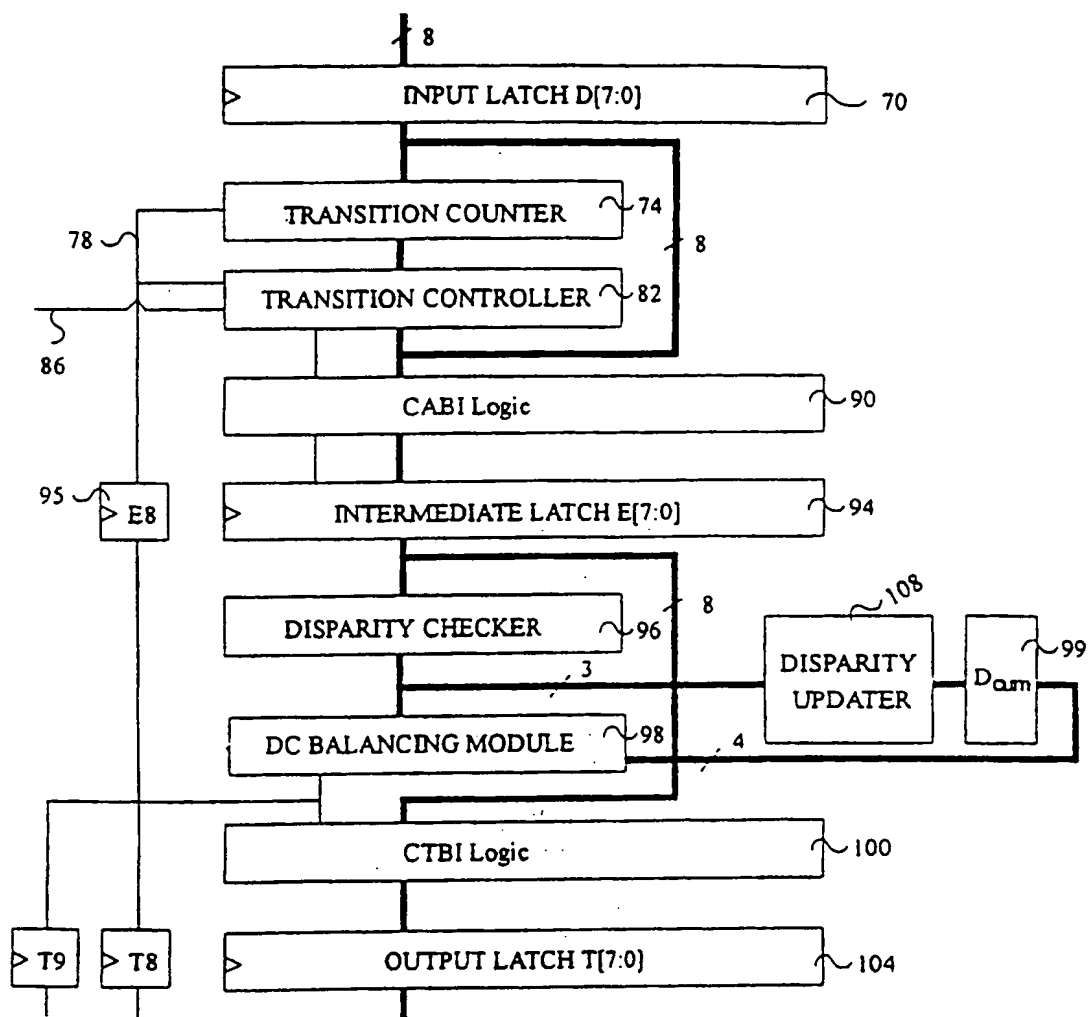 8
INPUT LATCH D[7:0]
70
TRANSITION COUNTER
74
78
8
TRANSITION CONTROLLER
82
86
CABI Logic
90
95
E8
INTERMEDIATE LATCH E[7:0]
94
8
108
DISPARITY CHECKER
96
99
DISPARITY
UPDATER
Dcum
3
DC BALANCING MODULE
98
4
CTBI Logic
100
T9
T8
OUTPUT LATCH T[7:0]
104